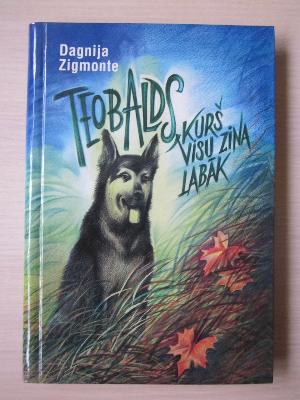 Dagnija
Zigmonte
TEOBALDS,
KURŠ
VISU ZINA
LABĀK